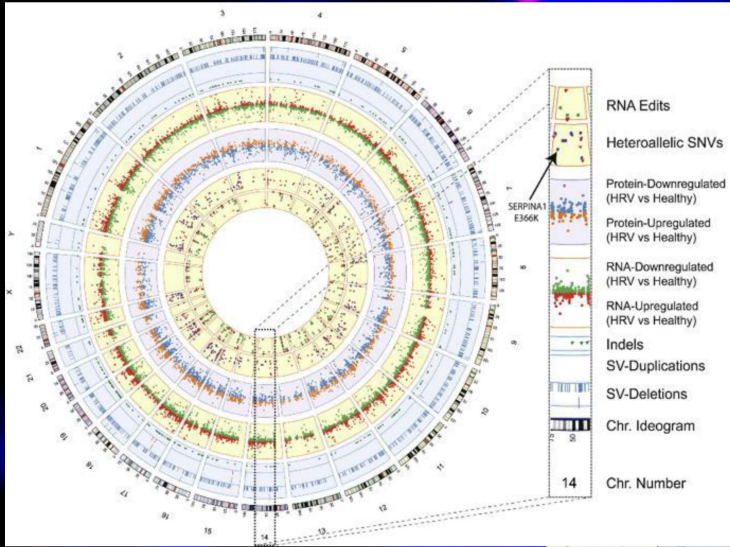 RNA Edits
Heteroallelic SNVs
SERPINA1
E366K
Protein-Downregulated
(HRV vs Healthy)
Protein-Upregulated
(HRV vs Healthy)
RNA-Downregulated
(HRV vs Healthy)
RNA-Upregulated
(HRV vs Healthy)
Indels
SV-Duplications
SV-Deletions
Chr. Ideogram
75
50
14 Chr. Number
1
2
3
4
5
6
7
8
9
10
11
12
13
14
15
16
17
18
19
20
21
22
X
Y